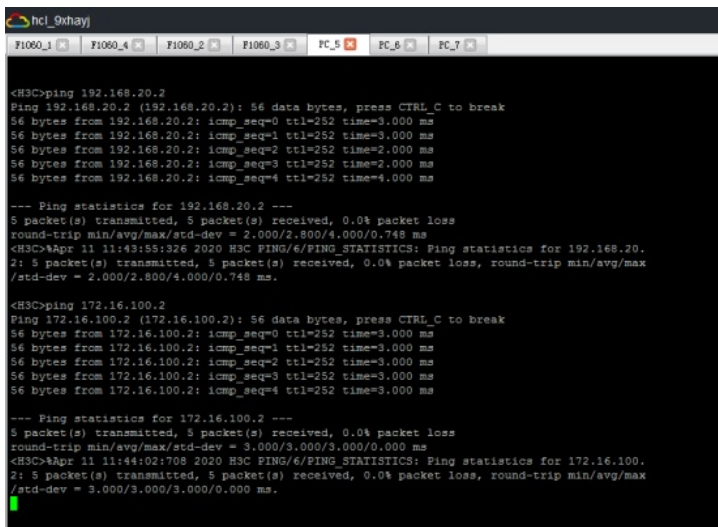 hcl_9xhayj
F1060_1 F1060_4 F1060_2 F1060_3 PC_5 PC_6 PC_7
<H3C>ping 192.168.20.2
Ping 192.168.20.2 (192.168.20.2): 56 data bytes, press CTRL_C to break
56 bytes from 192.168.20.2: icmp_seq=0 ttl=252 time=3.000 ms
56 bytes from 192.168.20.2: icmp_seq=1 ttl=252 time=3.000 ms
56 bytes from 192.168.20.2: icmp_seq=2 ttl=252 time=2.000 ms
56 bytes from 192.168.20.2: icmp_seq=3 ttl=252 time=2.000 ms
56 bytes from 192.168.20.2: icmp_seq=4 ttl=252 time=4.000 ms
--- Ping statistics for 192.168.20.2 ---
5 packet(s) transmitted, 5 packet(s) received, 0.0% packet loss
round-trip min/avg/max/std-dev = 2.000/2.800/4.000/0.748 ms
<H3C>%Apr 11 11:43:55:326 2020 H3C PING/6/PING_STATISTICS: Ping statistics for 192.168.20.
2: 5 packet(s) transmitted, 5 packet(s) received, 0.0% packet loss, round-trip min/avg/max
/std-dev = 2.000/2.800/4.000/0.748 ms.
<H3C>ping 172.16.100.2
Ping 172.16.100.2 (172.16.100.2): 56 data bytes, press CTRL_C to break
56 bytes from 172.16.100.2: icmp_seq=0 ttl=252 time=3.000 ms
56 bytes from 172.16.100.2: icmp_seq=1 ttl=252 time=3.000 ms
56 bytes from 172.16.100.2: icmp_seq=2 ttl=252 time=3.000 ms
56 bytes from 172.16.100.2: icmp_seq=3 ttl=252 time=3.000 ms
56 bytes from 172.16.100.2: icmp_seq=4 ttl=252 time=3.000 ms
--- Ping statistics for 172.16.100.2 ---
5 packet(s) transmitted, 5 packet(s) received, 0.0% packet loss
round-trip min/avg/max/std-dev = 3.000/3.000/3.000/0.000 ms
<H3C>%Apr 11 11:44:02:708 2020 H3C PING/6/PING_STATISTICS: Ping statistics for 172.16.100.
2: 5 packet(s) transmitted, 5 packet(s) received, 0.0% packet loss, round-trip min/avg/max
/std-dev = 3.000/3.000/3.000/0.000 ms.